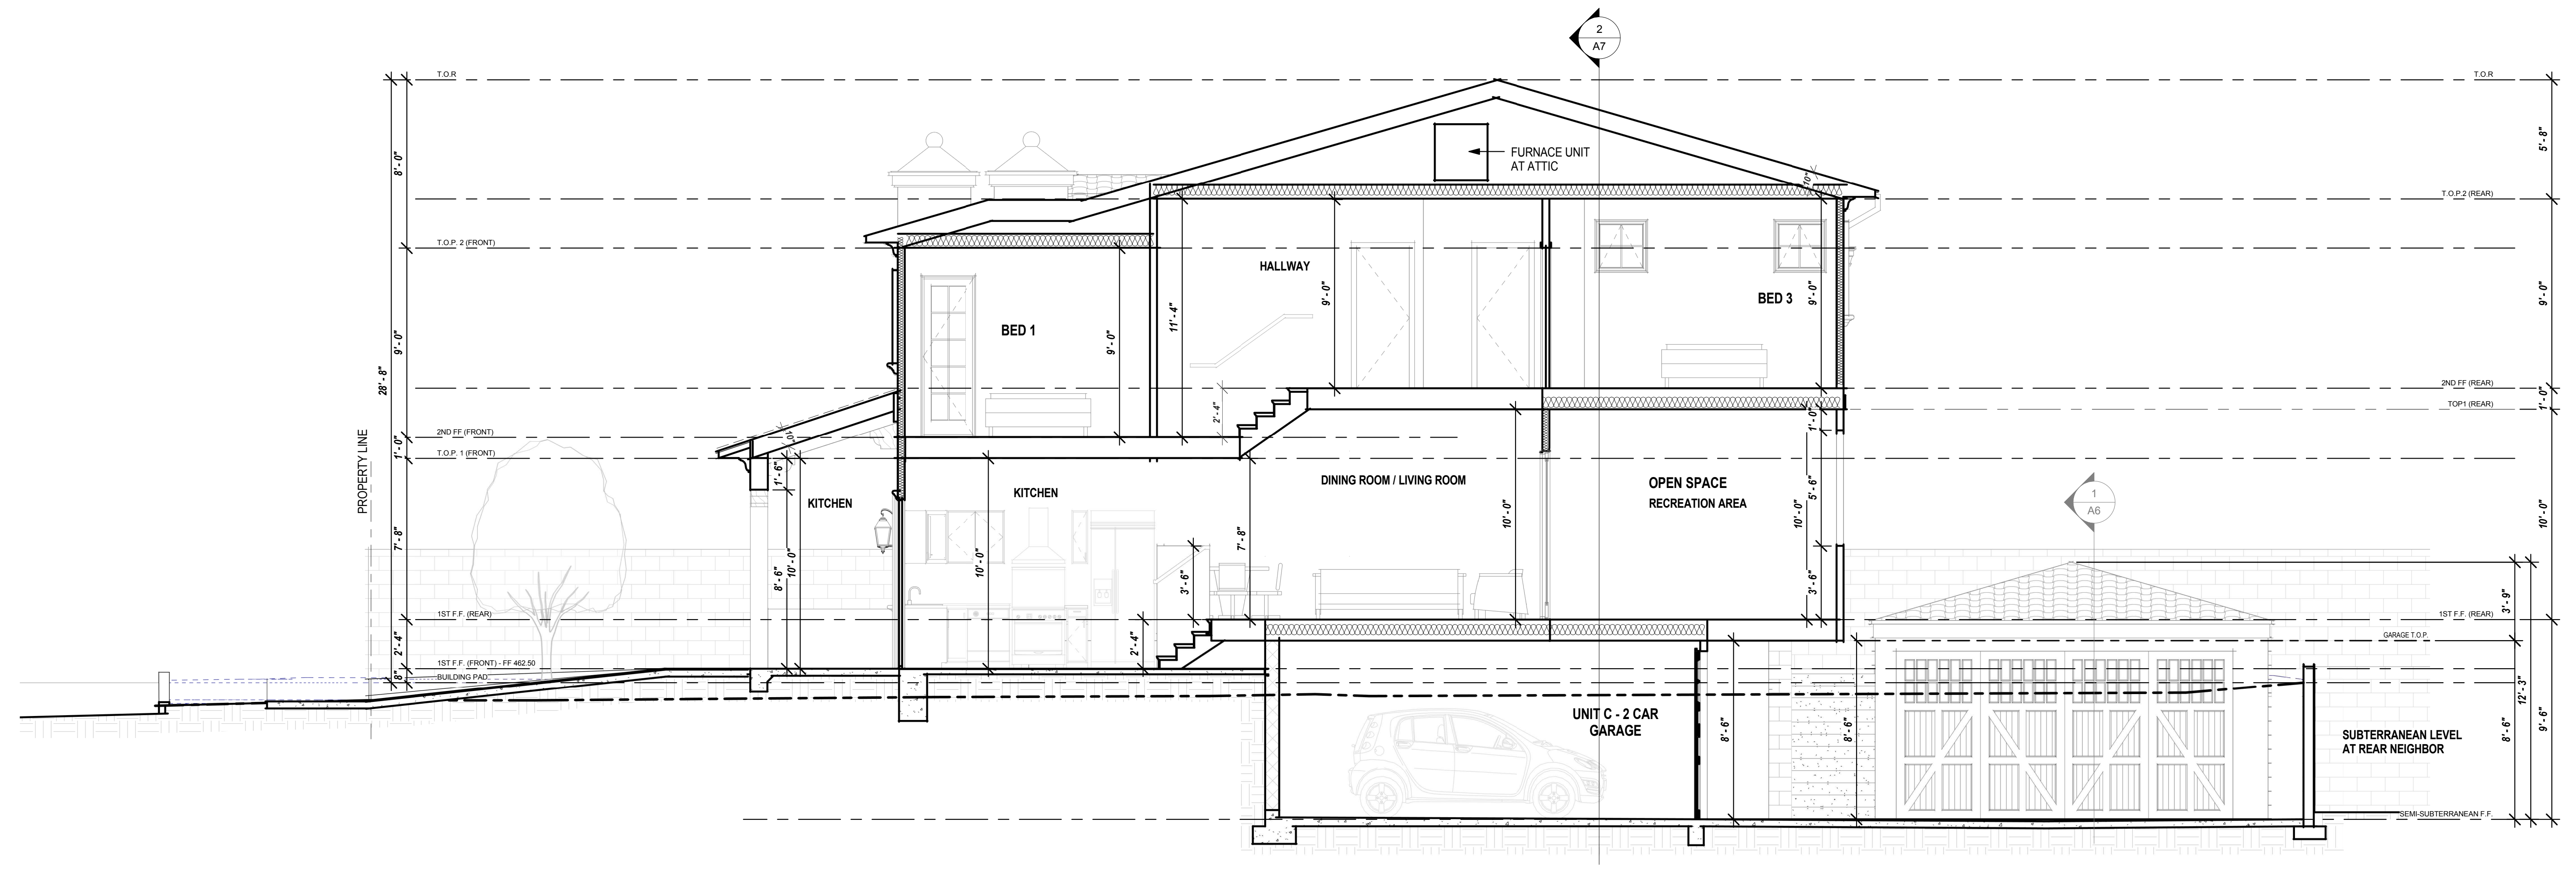 2
A7
T.O.R
T.O.R
8' - 0"
5' - 8"
FURNACE UNIT
AT ATTIC
10"
T.O.P.2 (REAR)
T.O.P. 2 (FRONT)
HALLWAY
BED 3
BED 1
9' - 0"
28' - 8"
9' - 0"
11' - 4"
9' - 0"
9' - 0"
9' - 0"
2' - 4"
2ND FF (REAR)
TOP1 (REAR)
1' - 0"
1' - 0"
PROPERTY LINE
2ND FF (FRONT)
T.O.P. 1 (FRONT)
1' - 0"
10"
1' - 6"
KITCHEN
KITCHEN
DINING ROOM / LIVING ROOM
OPEN SPACE
RECREATION AREA
5' - 6"
1
A6
7' - 8"
8' - 6"
10' - 0"
10' - 0"
3' - 6"
7' - 8"
10' - 0"
10' - 0"
3' - 6"
10' - 0"
1ST F.F. (REAR)
1ST F.F. (REAR)
3' - 9"
GARAGE T.O.P.
2' - 4"
2' - 4"
1ST F.F. (FRONT) - FF 462.50
BUILDING PAD
8"
12' - 3"
UNIT C - 2 CAR
GARAGE
8' - 6"
8' - 6"
8' - 6"
9' - 6"
SUBTERRANEAN LEVEL
AT REAR NEIGHBOR
SEMI-SUBTERRANEAN F.F.